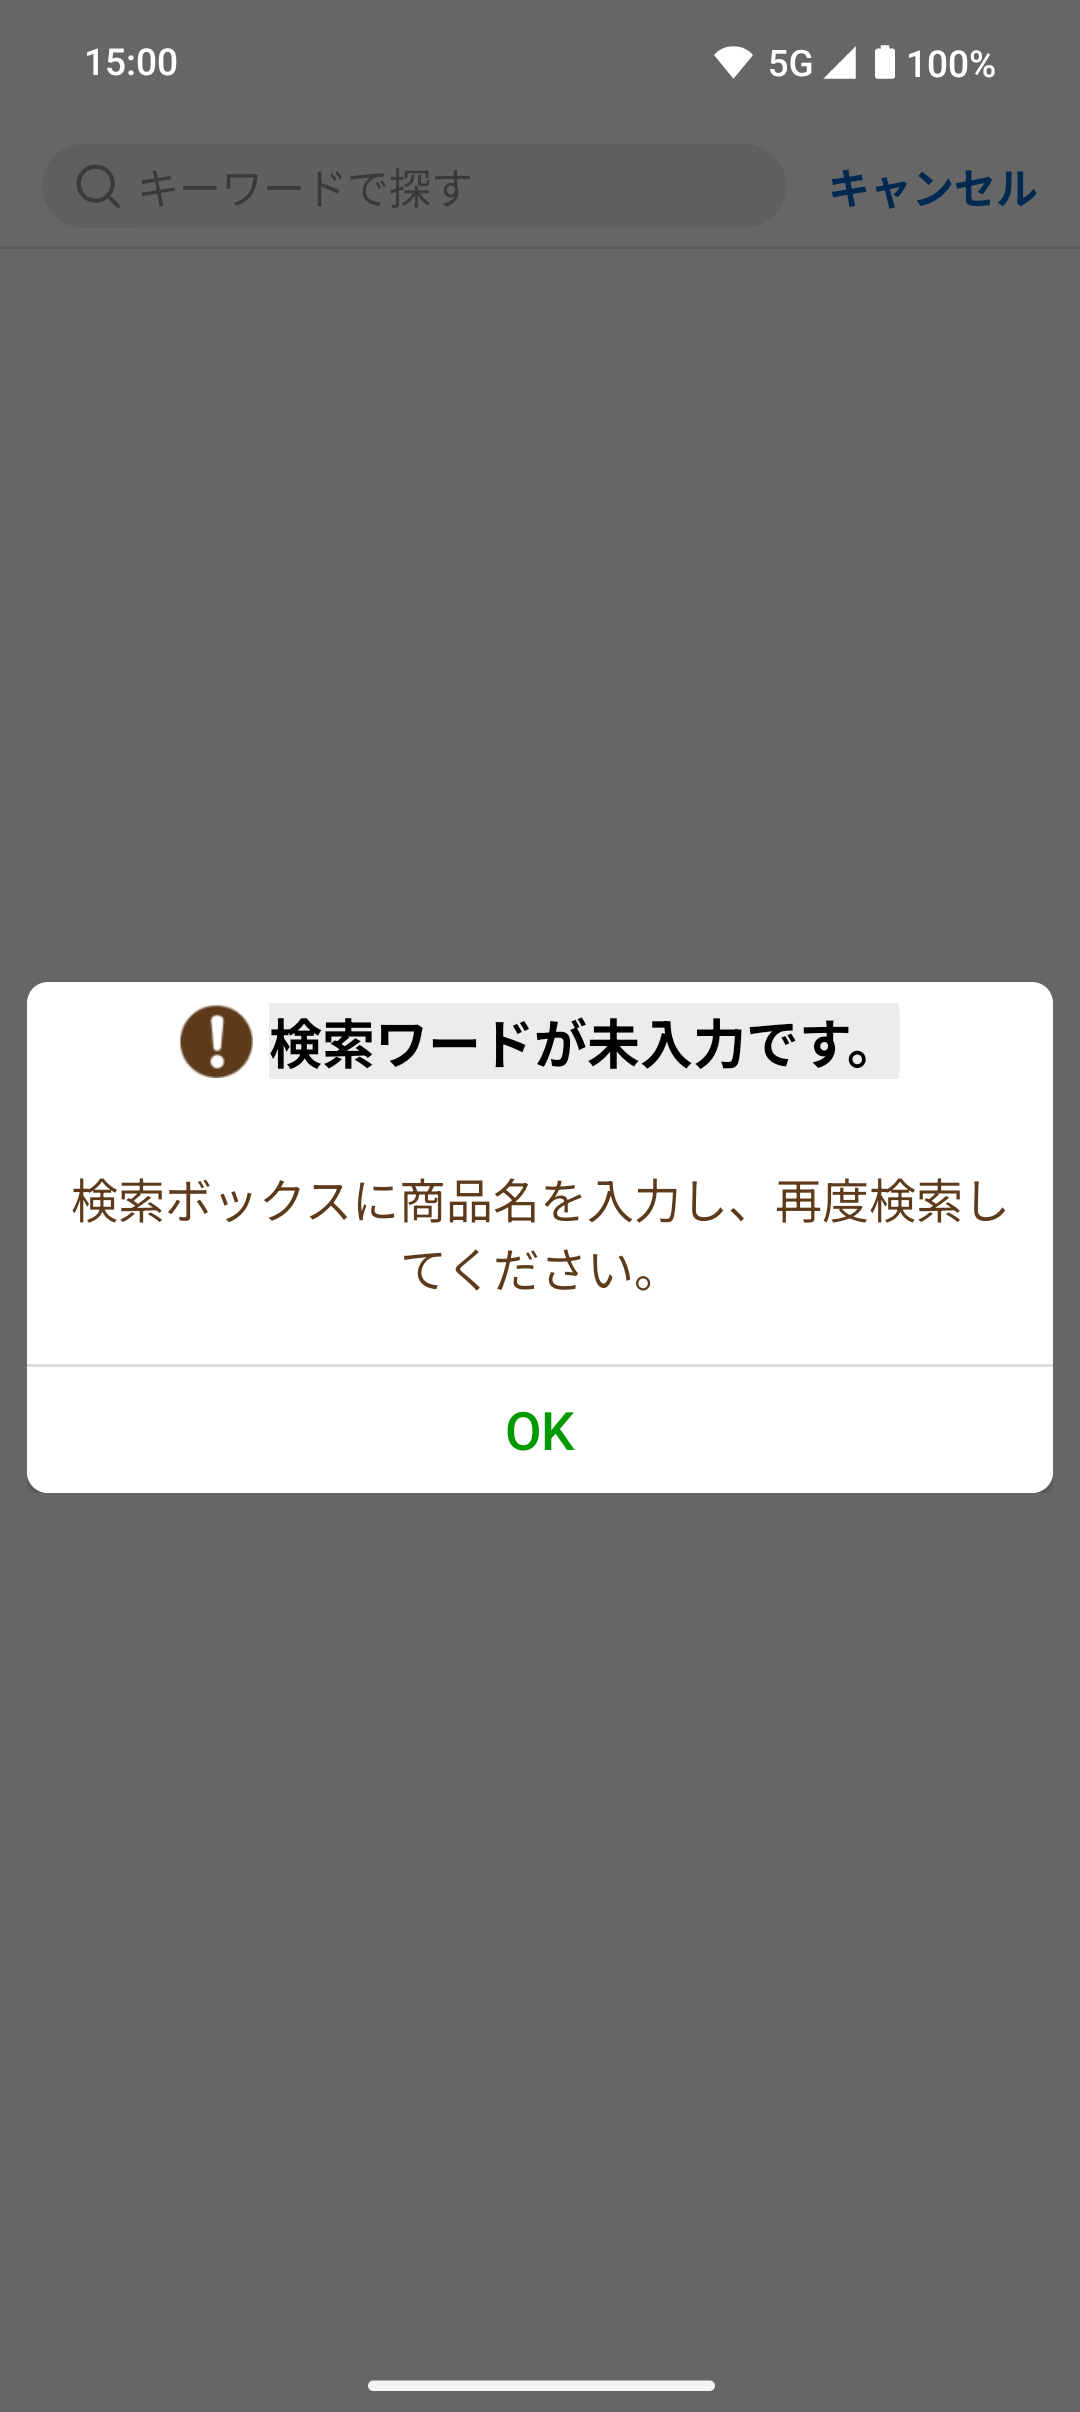 15:00 5G 100%
キーワードで探す キャンセル
検索ワードが未入力です。
検索ボックスに商品名を入力し、再度検索し
てください。
OK